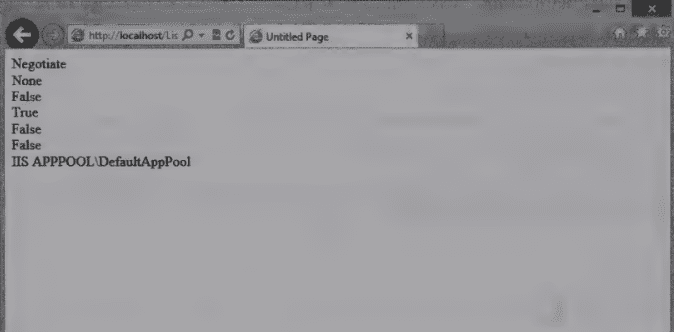 http://localhost/Lis
Untitled Page
Negotiate
None
False
True
False
False
IIS APPPOOL\DefaultAppPool